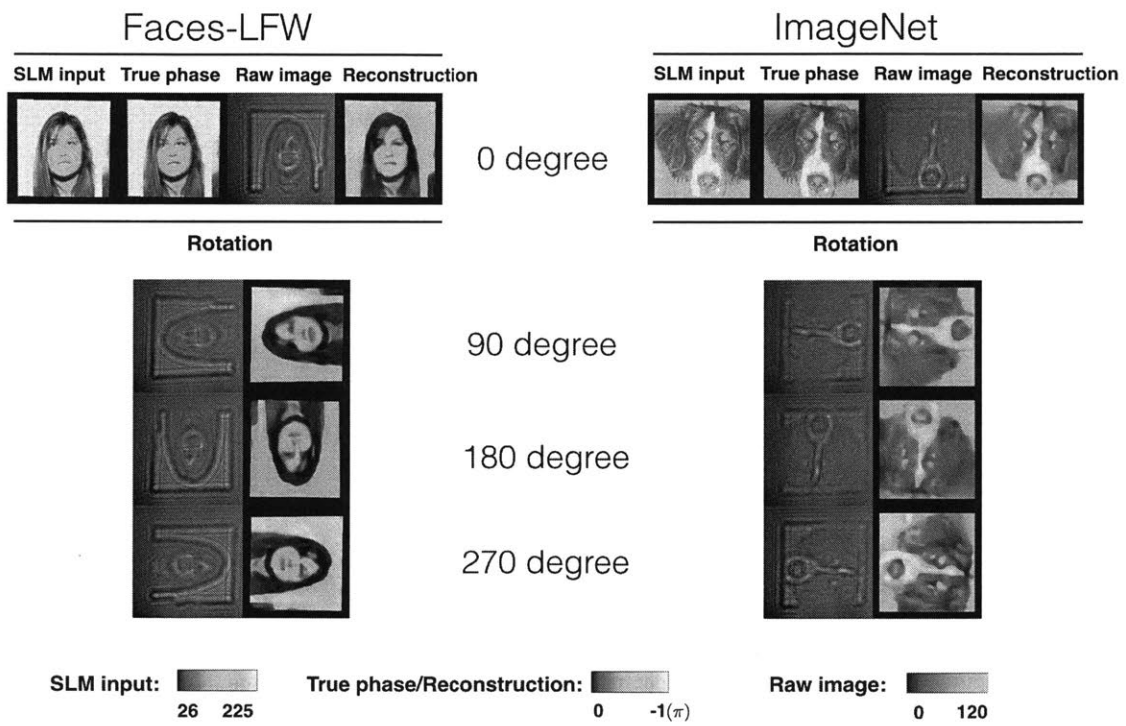 Faces-LFW ImageNet
SLM input True phase Raw image Reconstruction SLM input True phase Raw image Reconstruction
0 degree
Rotation Rotation
90 degree
180 degree
270 degree
SLM input: True phase/Reconstruction: Raw image:
26 225 0 -1(π) 0 120